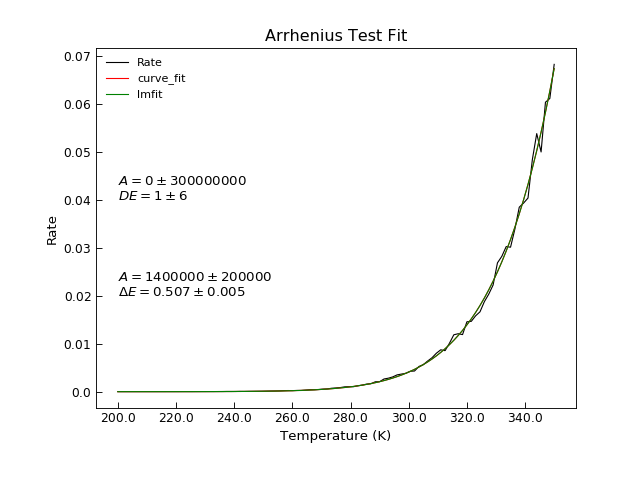 Arrhenius Test Fit
0.07
0.06
0.05
0.04
0.03
0.02
0.01
0.0
Rate
Rate
curve_fit
lmfit
A = 0 ± 300000000
DE = 1 ± 6
A = 1400000 ± 200000
ΔE = 0.507 ± 0.005
200.0 220.0 240.0 260.0 280.0 300.0 320.0 340.0
Temperature (K)